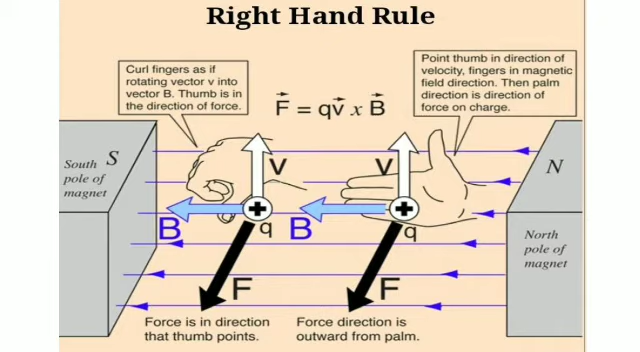 Right Hand Rule
Curl fingers as if
rotating vector v into
vector B. Thumb is in
the direction of force.
F = qv x B
Point thumb in direction of
velocity, fingers in magnetic
field direction. Then palm
direction is direction of
force on charge.
South S
pole of
magnet
v
v
N
B
q
B
q
North
pole of
magnet
F
F
Force is in direction
that thumb points.
Force direction is
outward from palm.